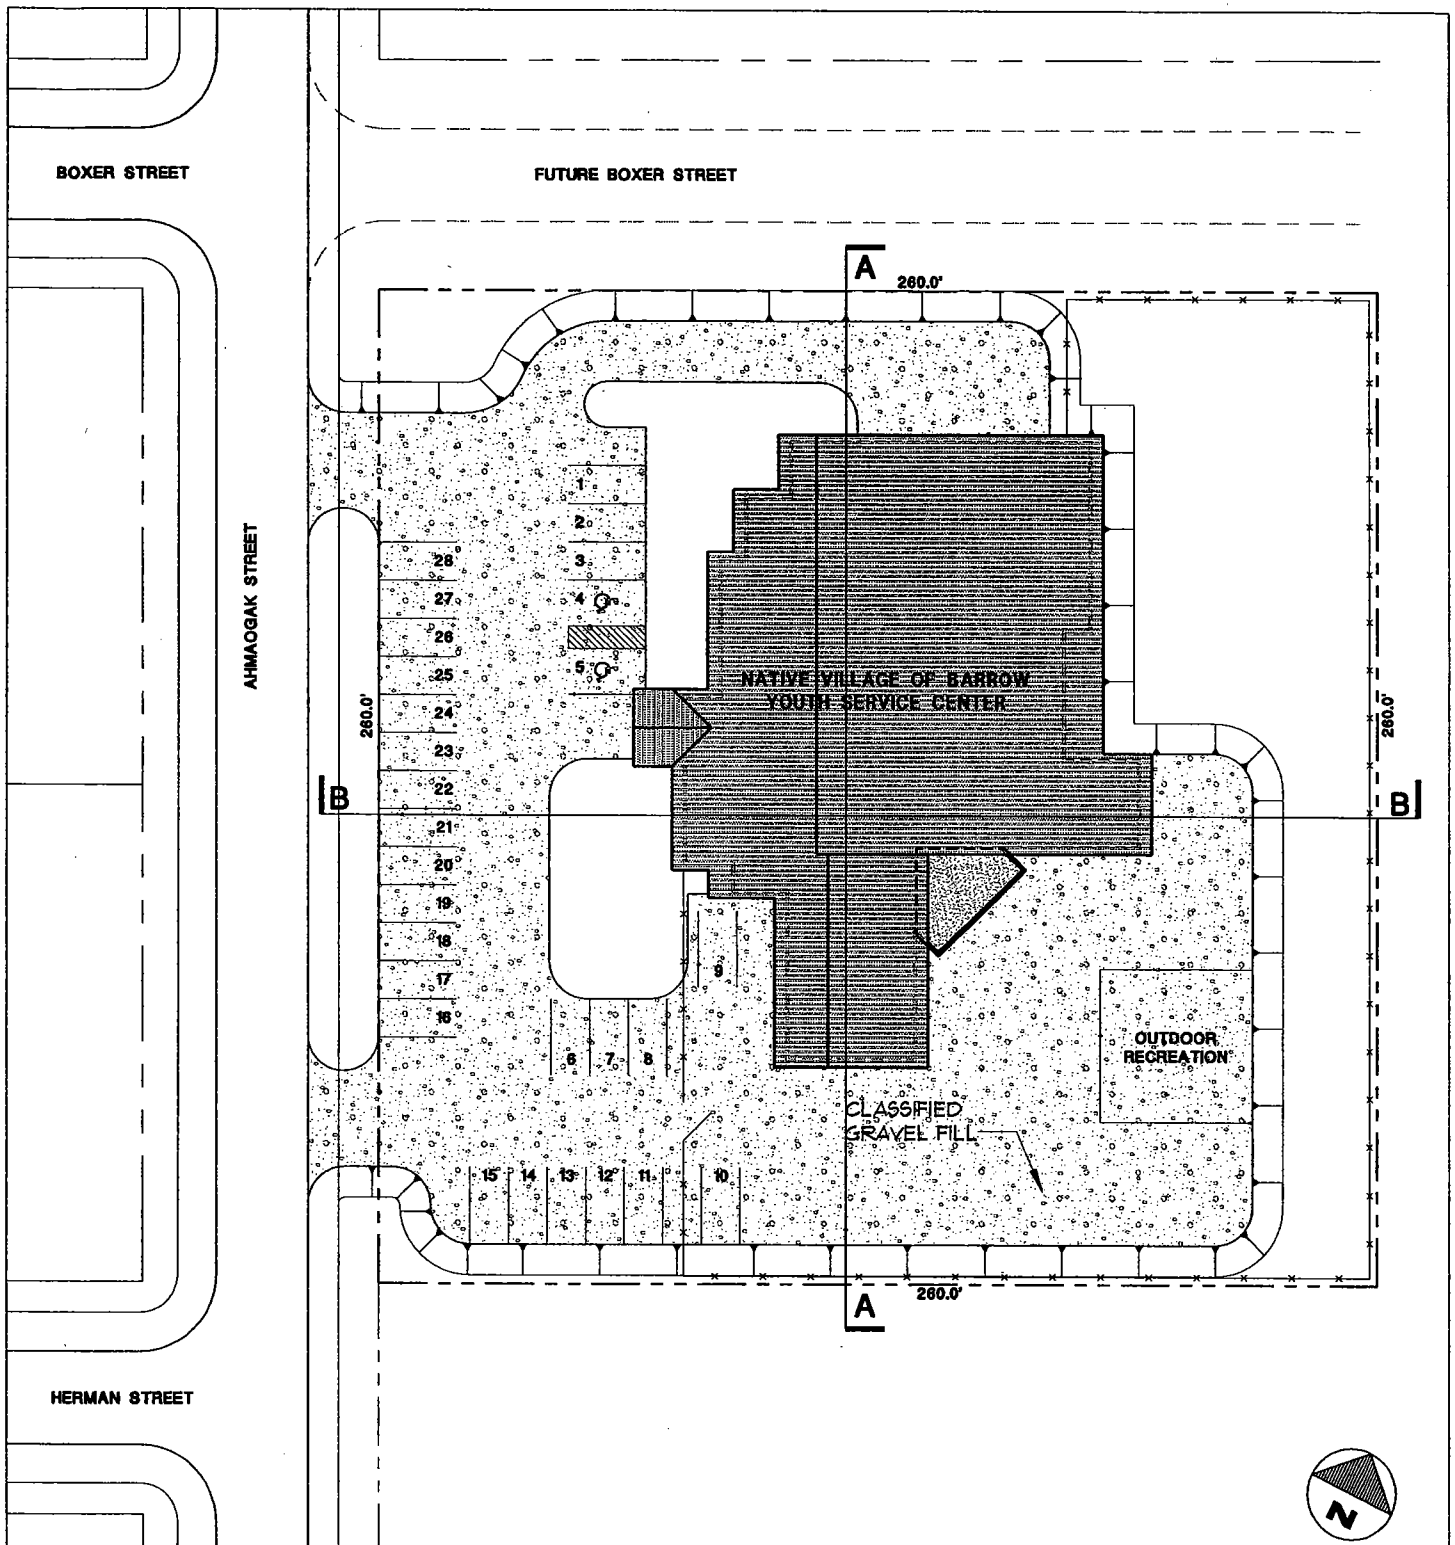 BOXER STREET
FUTURE BOXER STREET
A
260.0'
AHMAOGAK STREET
1
2
3
4
5
28
27
26
25
24
23
22
21
20
19
18
17
16
260.0'
NATIVE VILLAGE OF BARROW
YOUTH SERVICE CENTER
260.0'
B
B
9
6 7 8
OUTDOOR
RECREATION
CLASSIFIED
GRAVEL FILL
15 14 13 12 11 10
260.0'
A
HERMAN STREET
N